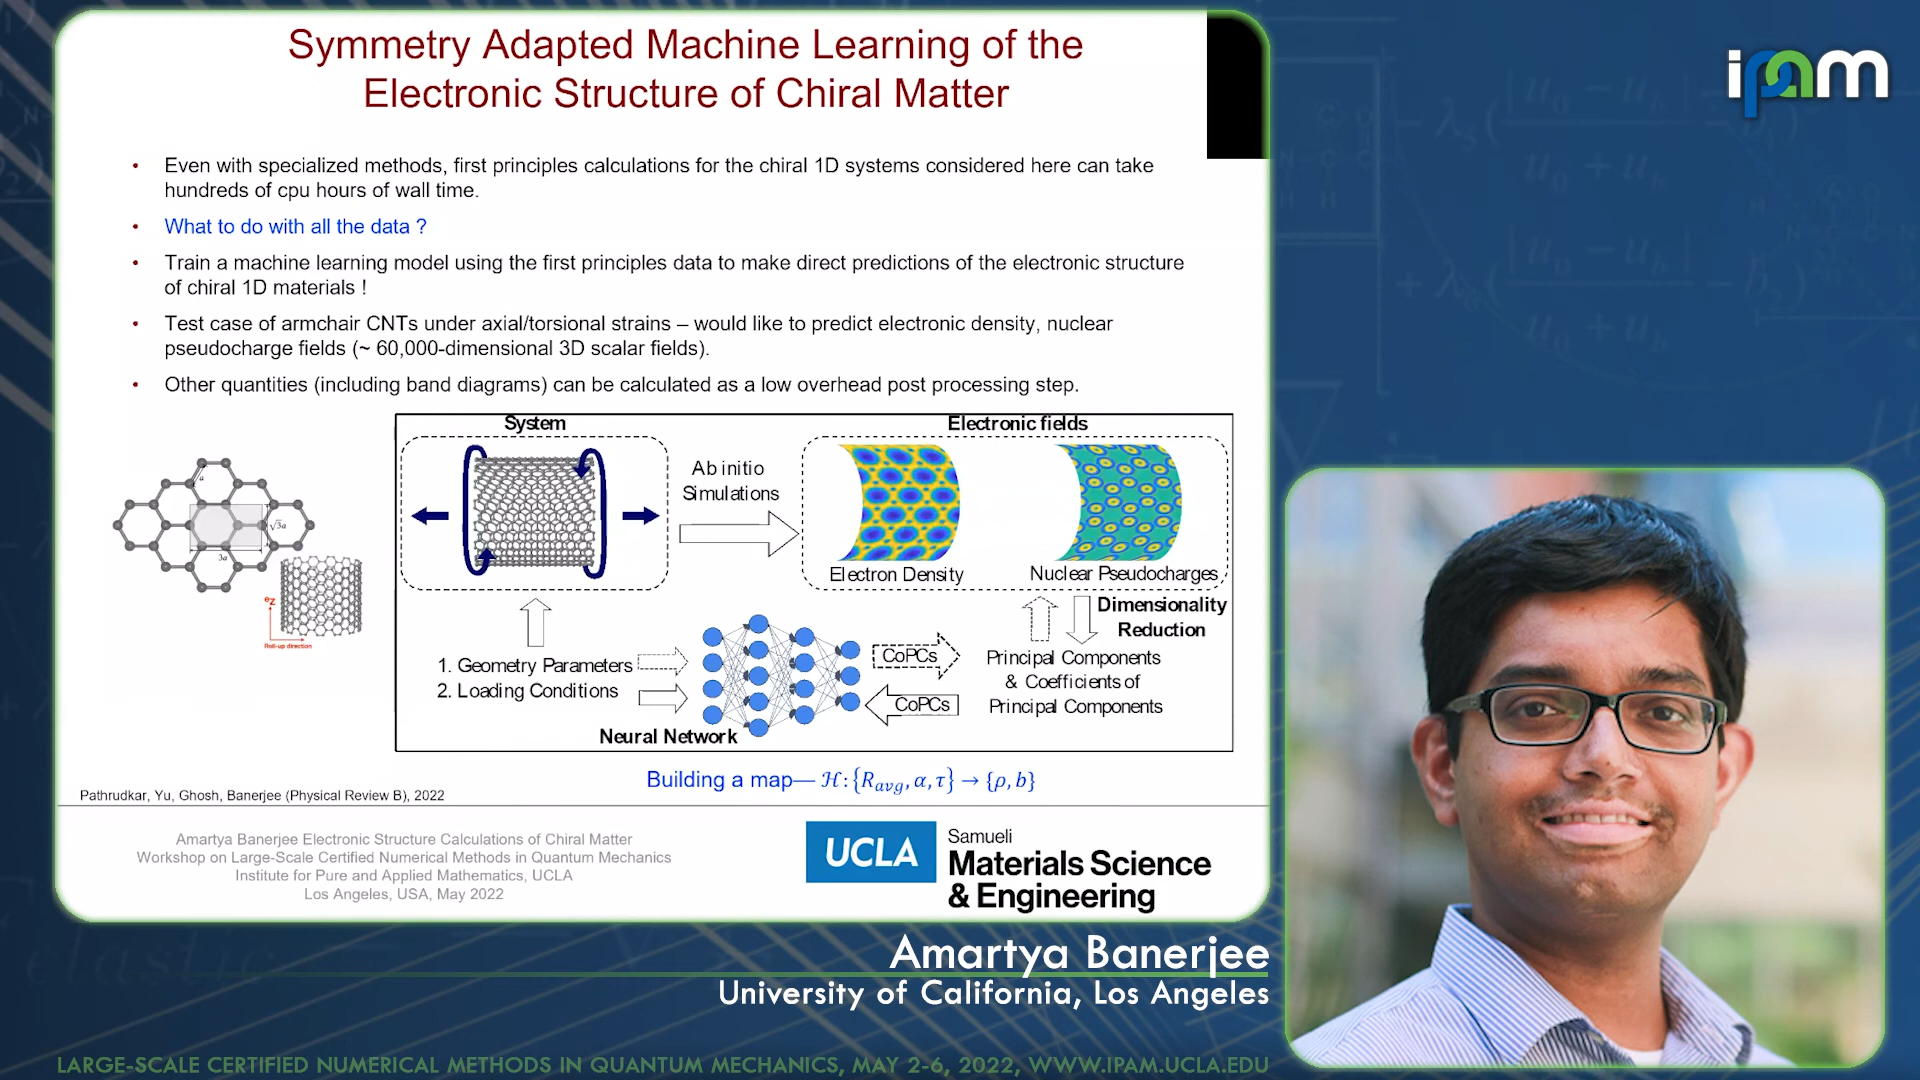 Symmetry Adapted Machine Learning of the
Electronic Structure of Chiral Matter
• Even with specialized methods, first principles calculations for the chiral 1D systems considered here can take
hundreds of cpu hours of wall time.
• What to do with all the data ?
• Train a machine learning model using the first principles data to make direct predictions of the electronic structure
of chiral 1D materials !
• Test case of armchair CNTs under axial/torsional strains – would like to predict electronic density, nuclear
pseudocharge fields (~ 60,000-dimensional 3D scalar fields).
• Other quantities (including band diagrams) can be calculated as a low overhead post processing step.
a
√3a
3a
eZ
Roll-up direction
System
Ab initio
Simulations
Electronic fields
Electron Density
Nuclear Pseudocharges
Dimensionality
Reduction
1. Geometry Parameters
2. Loading Conditions
Neural Network
CoPCs
CoPCs
Principal Components
& Coefficients of
Principal Components
Building a map— ℋ: {R_avg, α, τ} → {ρ, b}
Pathrudkar, Yu, Ghosh, Banerjee (Physical Review B), 2022
Amartya Banerjee Electronic Structure Calculations of Chiral Matter
Workshop on Large-Scale Certified Numerical Methods in Quantum Mechanics
Institute for Pure and Applied Mathematics, UCLA
Los Angeles, USA, May 2022
UCLA
Samueli
Materials Science
& Engineering
ipam
Amartya Banerjee
University of California, Los Angeles
LARGE-SCALE CERTIFIED NUMERICAL METHODS IN QUANTUM MECHANICS, MAY 2-6, 2022, WWW.IPAM.UCLA.EDU